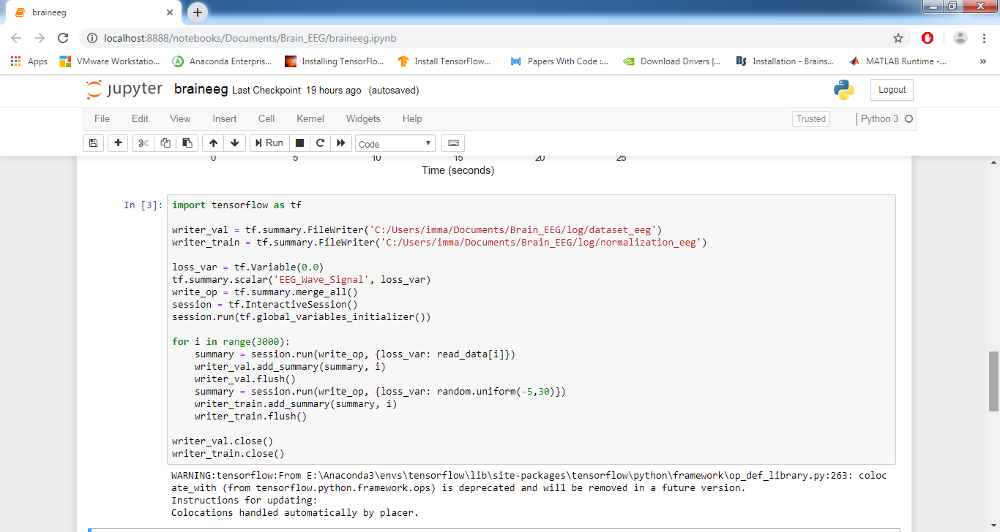 braineeg
localhost:8888/notebooks/Documents/Brain_EEG/braineeg.ipynb
Apps VMware Workstatio... Anaconda Enterpris... Installing TensorFlo... Install TensorFlow... Papers With Code :... Download Drivers |... Installation - Brains... MATLAB Runtime -... »
jupyter braineeg Last Checkpoint: 19 hours ago (autosaved) Logout
File Edit View Insert Cell Kernel Widgets Help Trusted Python 3
Run Code
0 5 10 15 20 25
Time (seconds)
In [3]: import tensorflow as tf
writer_val = tf.summary.FileWriter('C:/Users/imma/Documents/Brain_EEG/log/dataset_eeg')
writer_train = tf.summary.FileWriter('C:/Users/imma/Documents/Brain_EEG/log/normalization_eeg')
loss_var = tf.Variable(0.0)
tf.summary.scalar('EEG_Wave_Signal', loss_var)
write_op = tf.summary.merge_all()
session = tf.InteractiveSession()
session.run(tf.global_variables_initializer())
for i in range(3000):
    summary = session.run(write_op, {loss_var: read_data[i]})
    writer_val.add_summary(summary, i)
    writer_val.flush()
    summary = session.run(write_op, {loss_var: random.uniform(-5,30)})
    writer_train.add_summary(summary, i)
    writer_train.flush()
writer_val.close()
writer_train.close()
WARNING:tensorflow:From E:\Anaconda3\envs\tensorflow\lib\site-packages\tensorflow\python\framework\op_def_library.py:263: coloc
ate_with (from tensorflow.python.framework.ops) is deprecated and will be removed in a future version.
Instructions for updating:
Colocations handled automatically by placer.